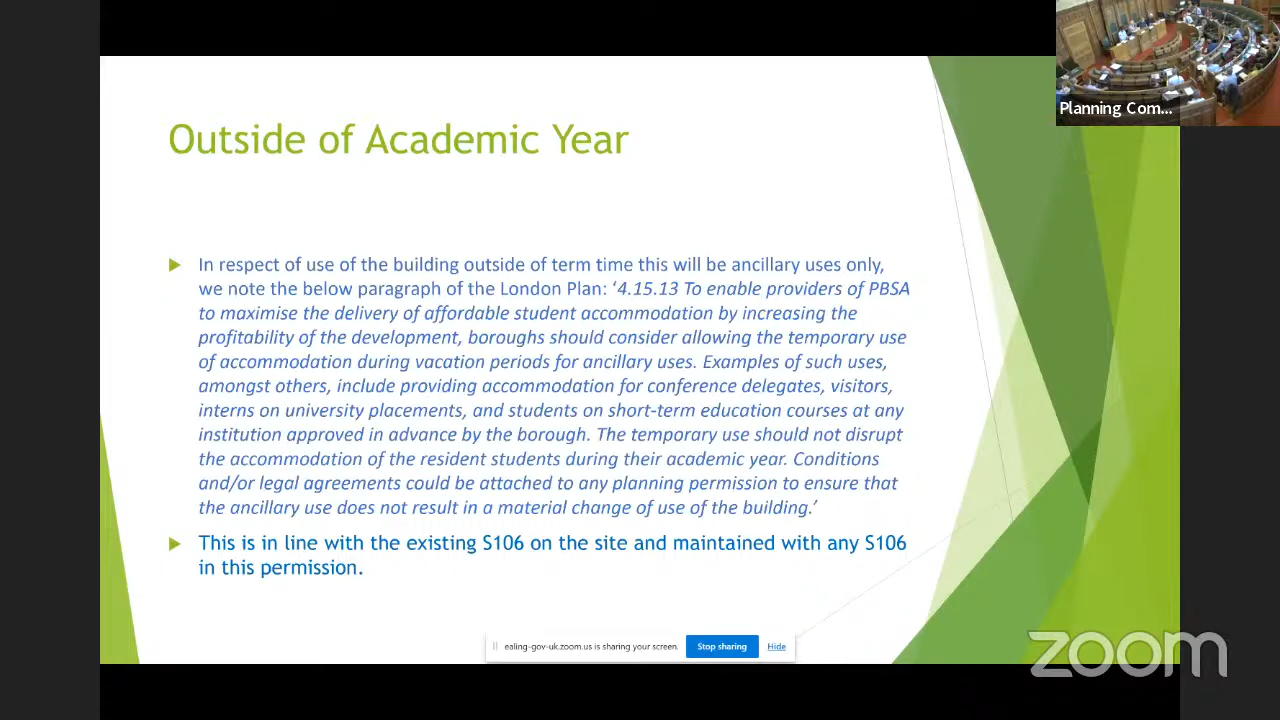 Planning Com...
Outside of Academic Year
In respect of use of the building outside of term time this will be ancillary uses only,
we note the below paragraph of the London Plan: ‘4.15.13 To enable providers of PBSA
to maximise the delivery of affordable student accommodation by increasing the
profitability of the development, boroughs should consider allowing the temporary use
of accommodation during vacation periods for ancillary uses. Examples of such uses,
amongst others, include providing accommodation for conference delegates, visitors,
interns on university placements, and students on short-term education courses at any
institution approved in advance by the borough. The temporary use should not disrupt
the accommodation of the resident students during their academic year. Conditions
and/or legal agreements could be attached to any planning permission to ensure that
the ancillary use does not result in a material change of use of the building.’
This is in line with the existing S106 on the site and maintained with any S106
in this permission.
ealing-gov-uk.zoom.us is sharing your screen.
Stop sharing
Hide
zoom